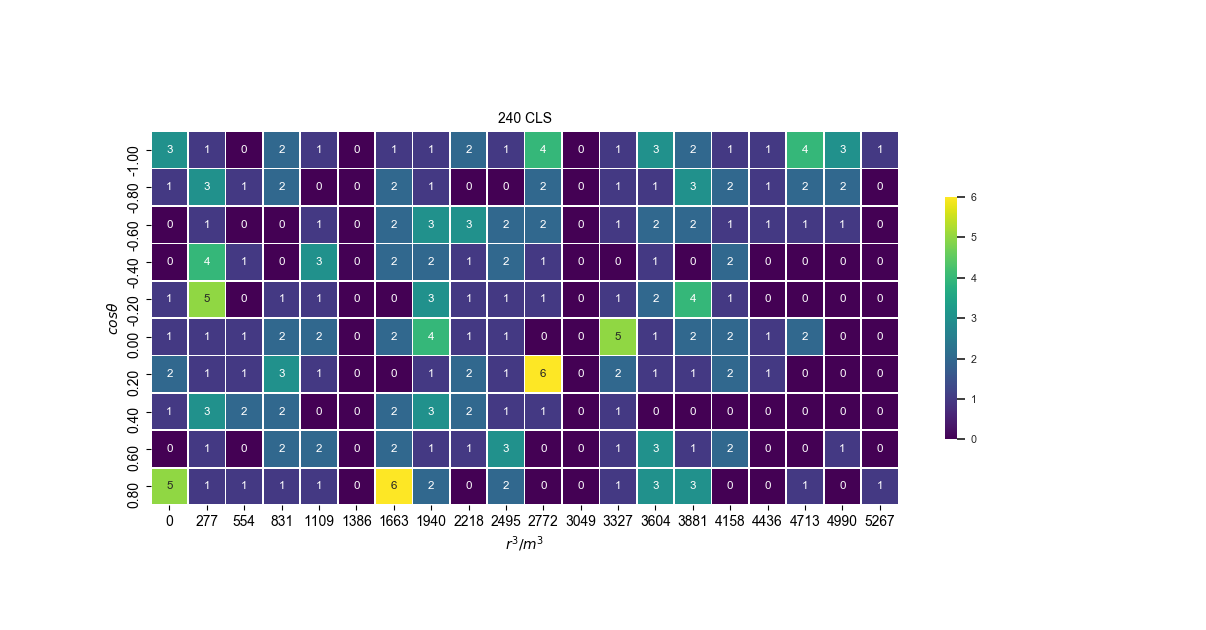 240 CLS
-1.00 3 1 0 2 1 0 1 1 2 1 4 0 1 3 2 1 1 4 3 1
-0.80 1 3 1 2 0 0 2 1 0 0 2 0 1 1 3 2 1 2 2 0
-0.60 0 1 0 0 1 0 2 3 3 2 2 0 1 2 2 1 1 1 1 0
-0.40 0 4 1 0 3 0 2 2 1 2 1 0 0 1 0 2 0 0 0 0
-0.20 1 5 0 1 1 0 0 3 1 1 1 0 1 2 4 1 0 0 0 0
0.00 1 1 1 2 2 0 2 4 1 1 0 0 5 1 2 2 1 2 0 0
0.20 2 1 1 3 1 0 0 1 2 1 6 0 2 1 1 2 1 0 0 0
0.40 1 3 2 2 0 0 2 3 2 1 1 0 1 0 0 0 0 0 0 0
0.60 0 1 0 2 2 0 2 1 1 3 0 0 1 3 1 2 0 0 1 0
0.80 5 1 1 1 1 0 6 2 0 2 0 0 1 3 3 0 0 1 0 1
0 277 554 831 1109 1386 1663 1940 2218 2495 2772 3049 3327 3604 3881 4158 4436 4713 4990 5267
r³/m³
cosθ
6
5
4
3
2
1
0